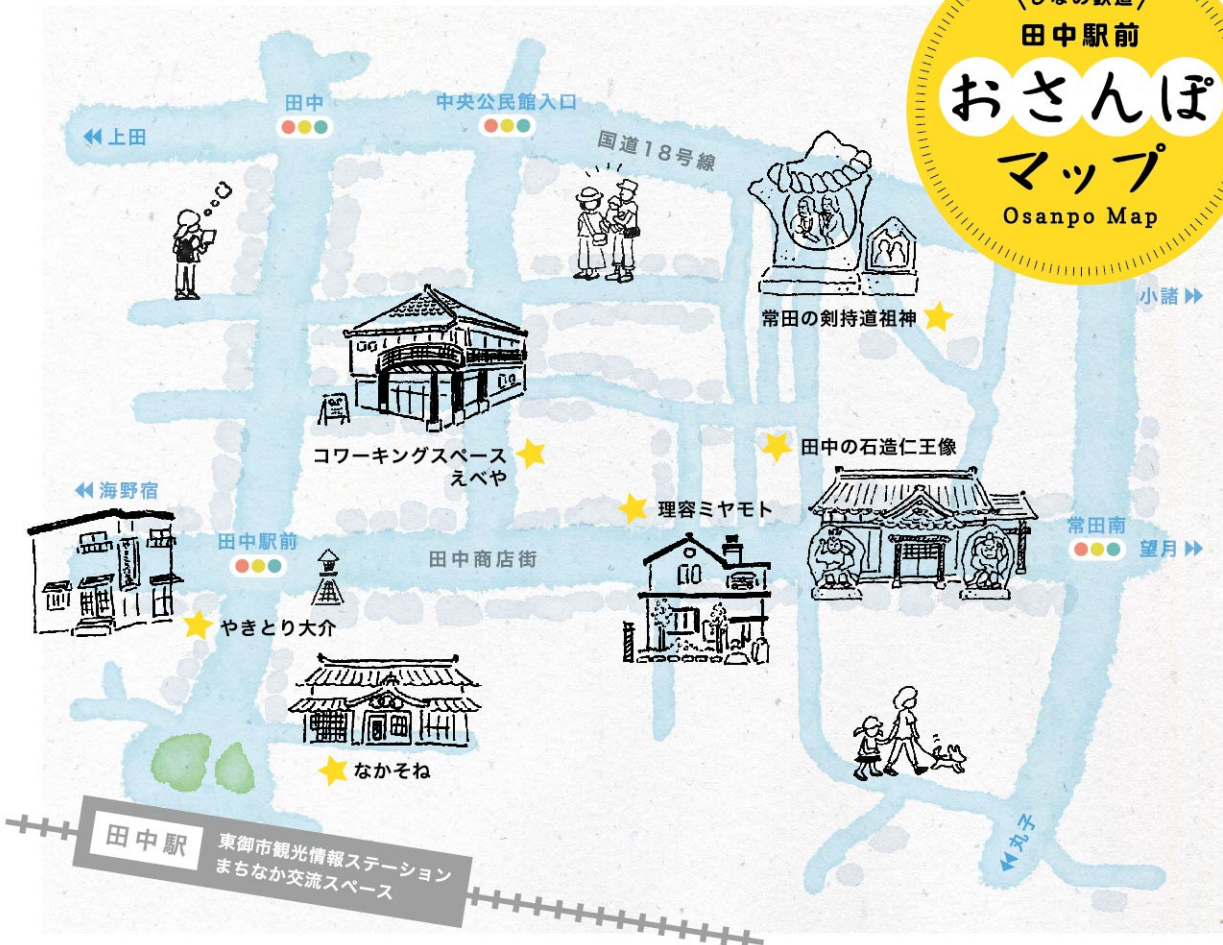 しなの鉄道
田中駅前
おさんぽ
マップ
Osanpo Map
田中
中央公民館入口
上田
国道18号線
小諸
常田の剣持道祖神
コワーキングスペース
えべや
田中の石造仁王像
海野宿
理容ミヤモト
田中駅前
田中商店街
常田南
望月
やきとり大介
なかそね
丸子
田中駅
東御市観光情報ステーション
まちなか交流スペース